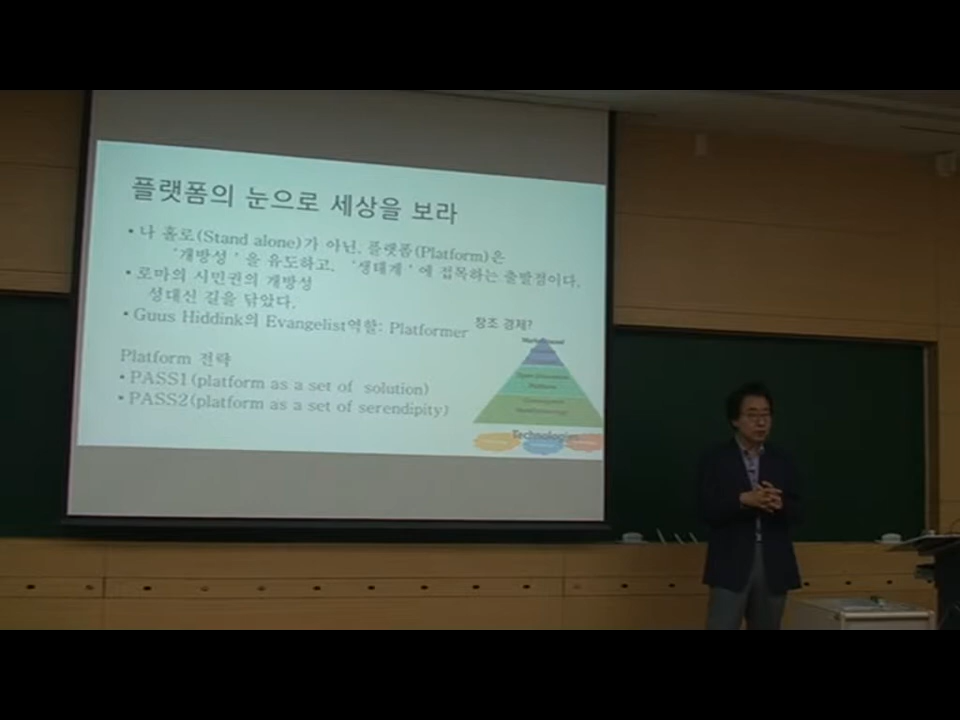 플랫폼의 눈으로 세상을 보라
• 나 홀로(Stand alone)가 아닌, 플랫폼(Platform)은
‘개방성‘을 유도하고, ‘생태계‘에 접목하는 출발점이다.
• 로마의 시민권의 개방성
성대신 길을 닦았다.
• Guus Hiddink의 Evangelist역할: Platformer
창조 경제?
Platform 전략
• PASS1(platform as a set of solution)
• PASS2(platform as a set of serendipity)
Technologies